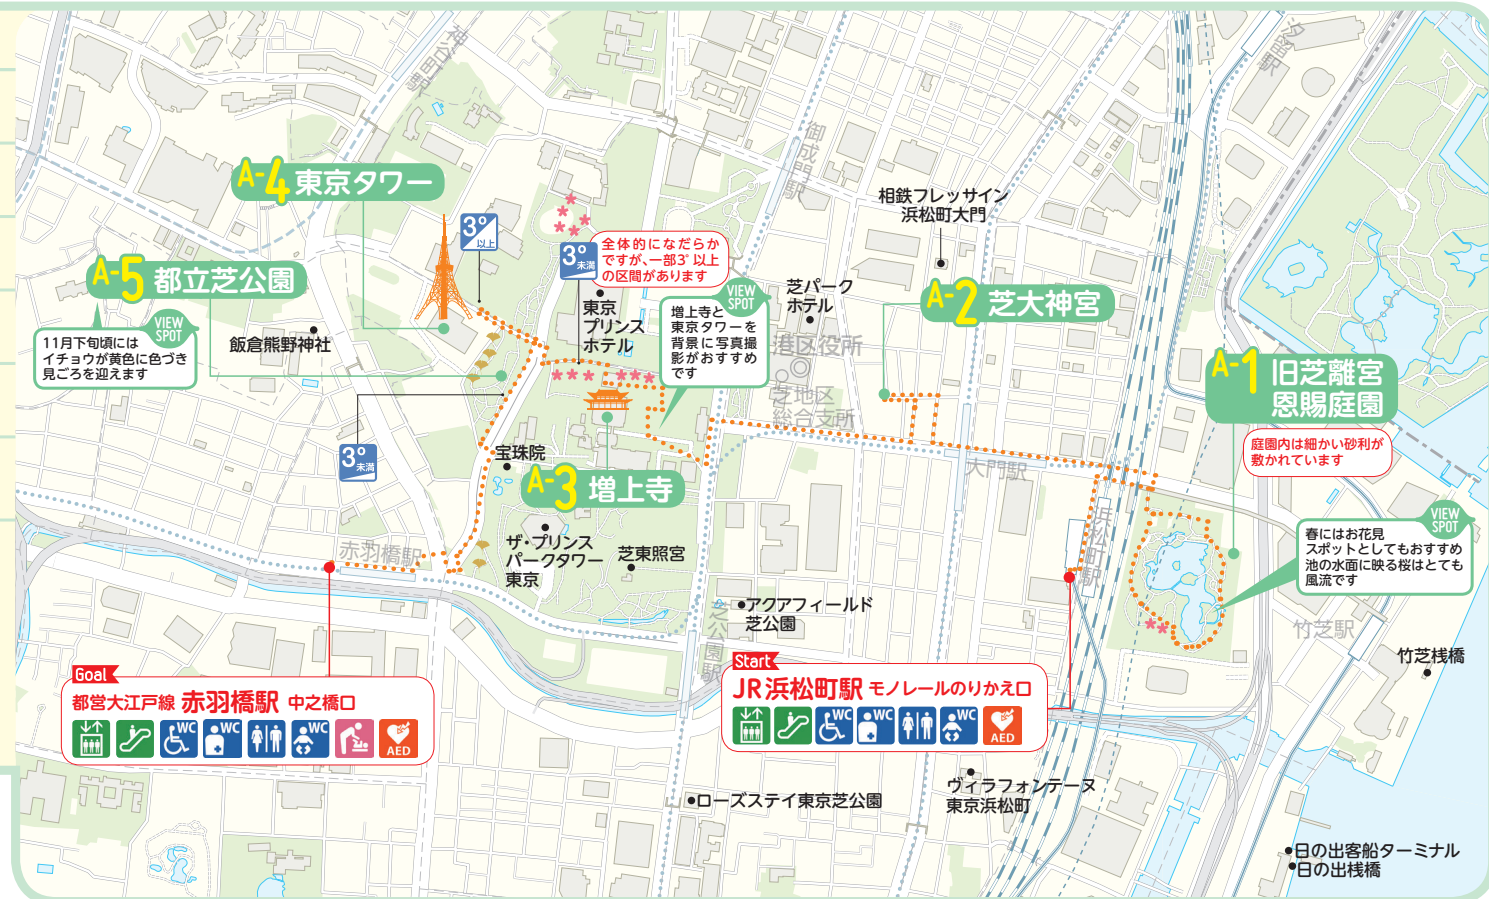 神谷町駅
汐留駅
御成門駅
A-4 東京タワー
相鉄フレッサイン
浜松町大門
3°
以上
3°
未満
全体的になだらか
ですが、一部3°以上
の区間があります
A-5 都立芝公園
VIEW
SPOT
11月下旬頃には
イチョウが黄色に色づき
見ごろを迎えます
飯倉熊野神社
東京
プリンス
ホテル
VIEW
SPOT
増上寺と
東京タワーを
背景に写真撮
影がおすすめ
です
芝パーク
ホテル
港区役所
芝地区
総合支所
A-2 芝大神宮
A-1 旧芝離宮
恩賜庭園
庭園内は細かい砂利が
敷かれています
3°
未満
宝珠院
A-3 増上寺
大門駅
浜松町駅
VIEW
SPOT
春にはお花見
スポットとしてもおすすめ
池の水面に映る桜はとても
風流です
赤羽橋駅
ザ・プリンス
パークタワー
東京
芝東照宮
アクアフィールド
芝公園
芝公園駅
竹芝駅
竹芝桟橋
Goal
都営大江戸線 赤羽橋駅 中之橋口
WC
WC
WC
AED
Start
JR浜松町駅 モノレールのりかえ口
WC
WC
WC
AED
ローズステイ東京芝公園
ヴィラフォンテーヌ
東京浜松町
日の出客船ターミナル
日の出桟橋